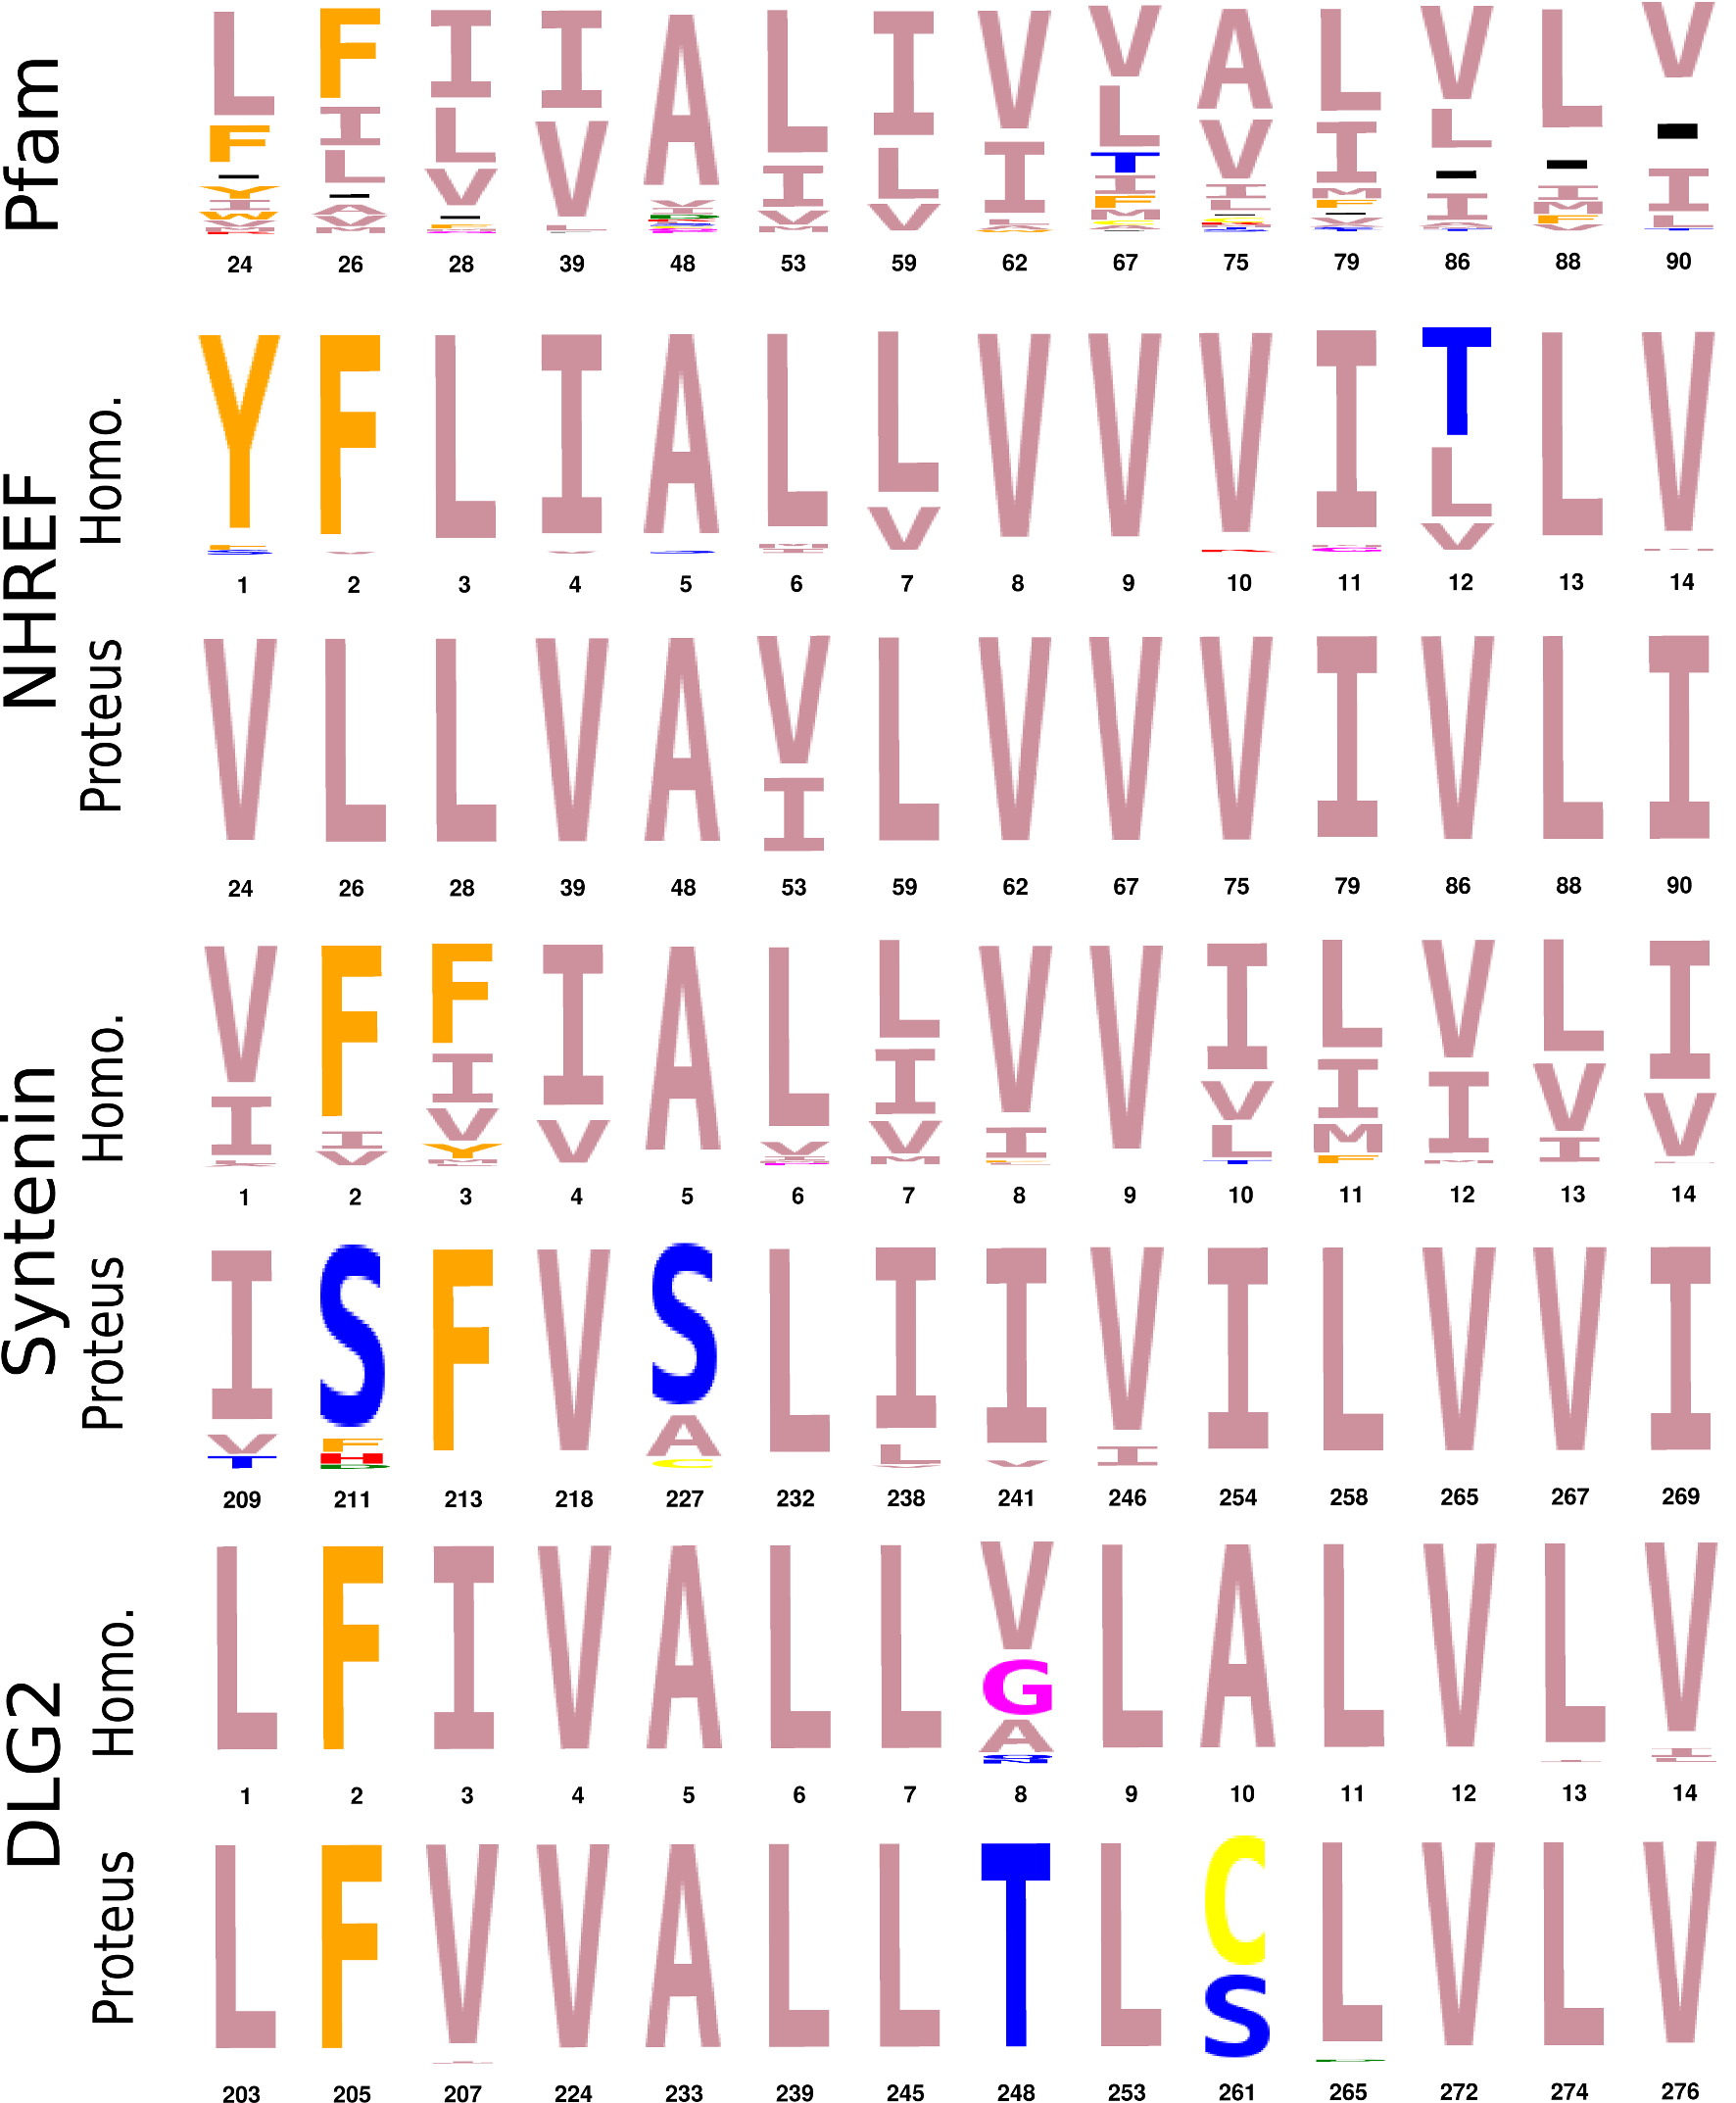 Pfam
L F I I A L I V V A L V L V
F I L V I L I L V I L I
L V V V T I
24 26 28 39 48 53 59 62 67 75 79 86 88 90
NHREF
Homo.
Y F L I A L L V V V I T L V
V L
V
1 2 3 4 5 6 7 8 9 10 11 12 13 14
Proteus
V L L V A V L V V V I V L I
I
24 26 28 39 48 53 59 62 67 75 79 86 88 90
Syntenin
Homo.
V F F I A L L V V I L V L I
I I I V V I I V I I V V
V V V L M I
1 2 3 4 5 6 7 8 9 10 11 12 13 14
Proteus
I S F V S L I I V I L V V I
V F A L V I
T H C
209 211 213 218 227 232 238 241 246 254 258 265 267 269
DLG2
Homo.
L F I V A L L V L A L V L V
G
A
1 2 3 4 5 6 7 8 9 10 11 12 13 14
Proteus
L F V V A L L T L C L V L V
S
203 205 207 224 233 239 245 248 253 261 265 272 274 276